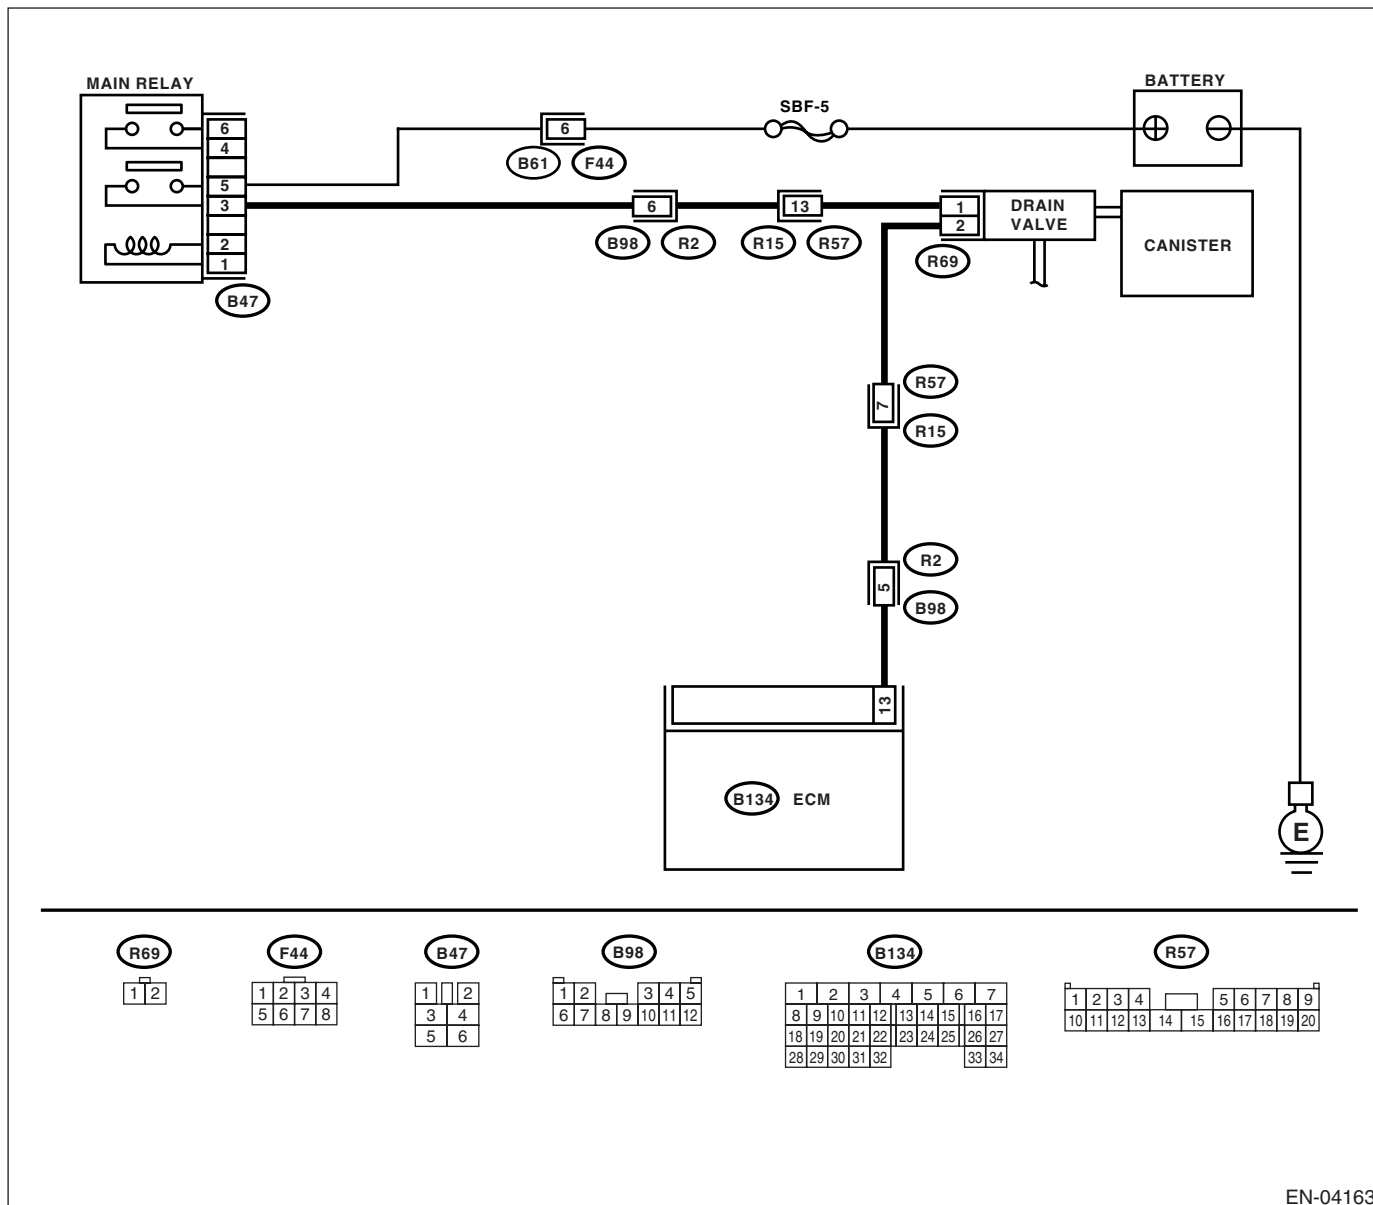 MAIN RELAY
BATTERY
SBF-5
6
4
5
3
2
1
B47
6
B61 F44
6
B98 R2
13
R15 R57
1
2
R69
DRAIN
VALVE
CANISTER
7
R57
R15
5
R2
B98
13
B134 ECM
E
R69
1 2
F44
1 2 3 4
5 6 7 8
B47
1 2
3 4
5 6
B98
1 2 3 4 5
6 7 8 9 10 11 12
B134
1 2 3 4 5 6 7
8 9 10 11 12 13 14 15 16 17
18 19 20 21 22 23 24 25 26 27
28 29 30 31 32 33 34
R57
1 2 3 4 5 6 7 8 9
10 11 12 13 14 15 16 17 18 19 20
EN-04163